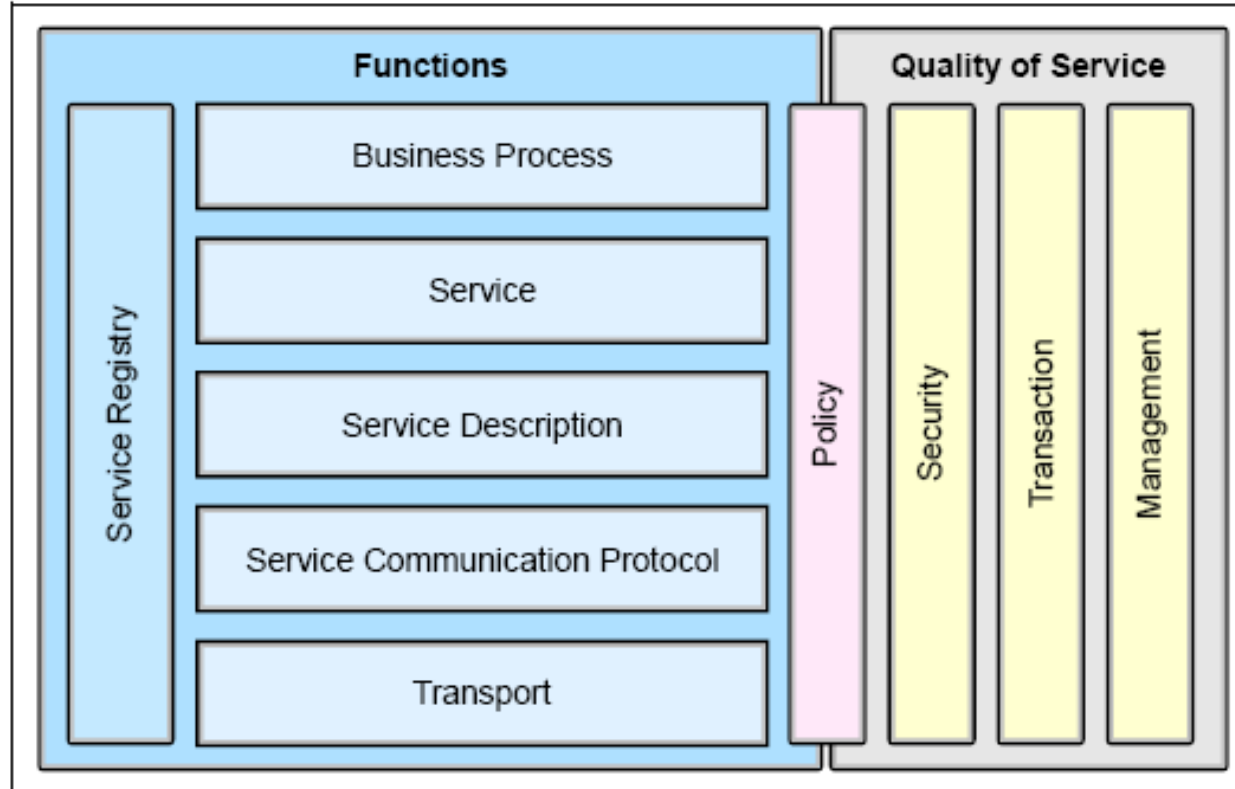 Functions
Quality of Service
Service Registry
Business Process
Service
Service Description
Service Communication Protocol
Transport
Policy
Security
Transaction
Management